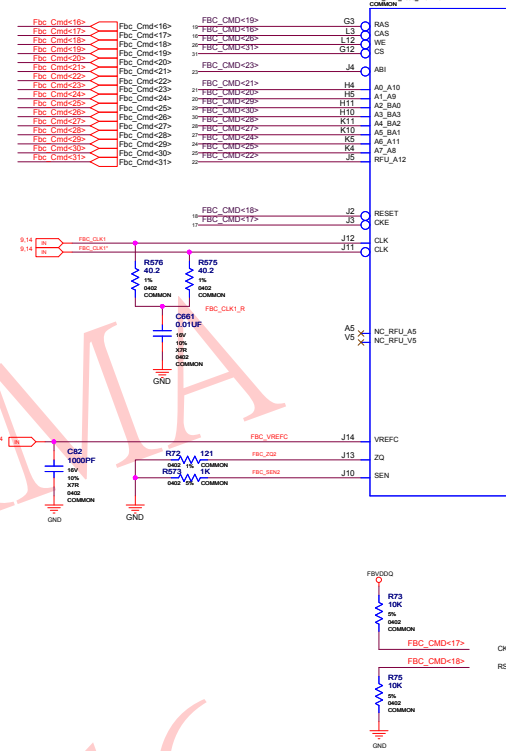 COMMON
Fbc_Cmd<16> Fbc_Cmd<16> FBC_CMD<19> G3 RAS
Fbc_Cmd<17> Fbc_Cmd<17> FBC_CMD<16> L3 CAS
Fbc_Cmd<18> Fbc_Cmd<18> FBC_CMD<26> L12 WE
Fbc_Cmd<19> Fbc_Cmd<19> FBC_CMD<31> G12 CS
Fbc_Cmd<20> Fbc_Cmd<20>
Fbc_Cmd<21> Fbc_Cmd<21> FBC_CMD<23> J4 ABI
Fbc_Cmd<22> Fbc_Cmd<22>
Fbc_Cmd<23> Fbc_Cmd<23> FBC_CMD<21> H4 A0_A10
Fbc_Cmd<24> Fbc_Cmd<24> FBC_CMD<20> H5 A1_A9
Fbc_Cmd<25> Fbc_Cmd<25> FBC_CMD<29> H11 A2_BA0
Fbc_Cmd<26> Fbc_Cmd<26> FBC_CMD<30> H10 A3_BA3
Fbc_Cmd<27> Fbc_Cmd<27> FBC_CMD<28> K11 A4_BA2
Fbc_Cmd<28> Fbc_Cmd<28> FBC_CMD<27> K10 A5_BA1
Fbc_Cmd<29> Fbc_Cmd<29> FBC_CMD<24> K5 A6_A11
Fbc_Cmd<30> Fbc_Cmd<30> FBC_CMD<25> K4 A7_A8
Fbc_Cmd<31> Fbc_Cmd<31> 22 FBC_CMD<22> J5 RFU_A12
18 FBC_CMD<18> J2 RESET
17 FBC_CMD<17> J3 CKE
9,14 IN FBC_CLK1 J12 CLK
9,14 IN FBC_CLK1* J11 CLK
R576 R575
40.2 40.2
1% 1%
0402 0402
COMMON COMMON
FBC_CLK1_R
C661
0.01UF
16V
10%
X7R
0402
COMMON
GND
A5 NC_RFU_A5
V5 NC_RFU_V5
IN FBC_VREFC J14 VREFC
C82
1000PF
16V
10%
X7R
0402
COMMON
GND
R72 121 FBC_ZQ2 J13 ZQ
0402 1% COMMON
R573 1K FBC_SEN2 J10 SEN
0402 5% COMMON
GND
FBVDDQ
R73
10K
5%
0402
COMMON
FBC_CMD<17> CK
FBC_CMD<18> RS
R75
10K
5%
0402
COMMON
GND
MA